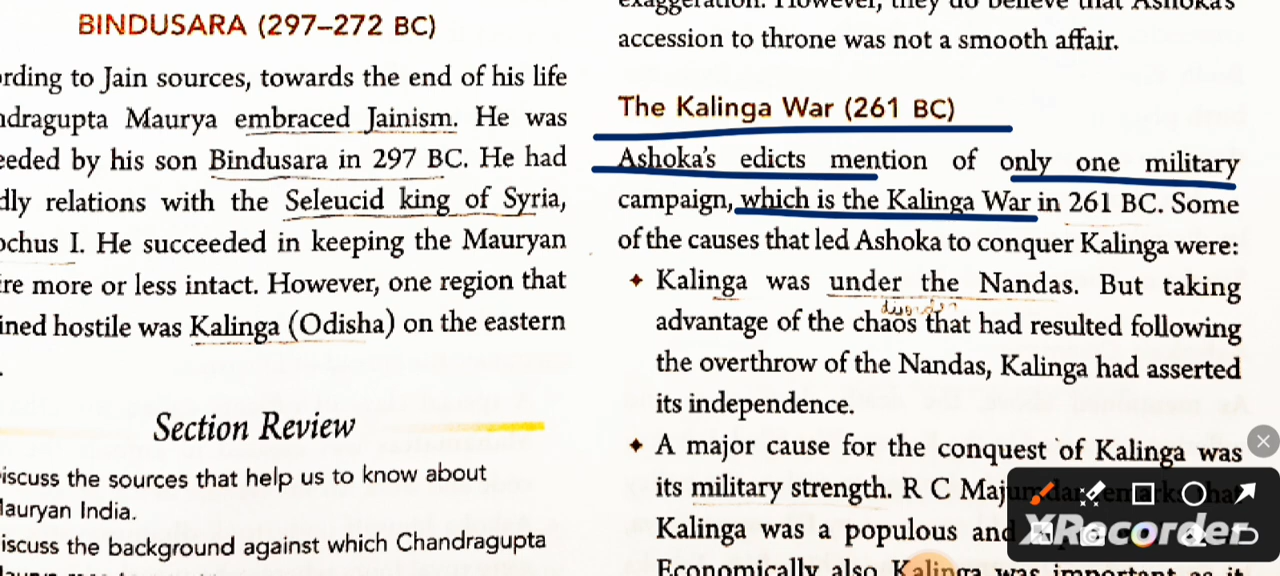 BINDUSARA (297–272 BC)
ording to Jain sources, towards the end of his life
ndragupta Maurya embraced Jainism. He was
eeded by his son Bindusara in 297 BC. He had
dly relations with the Seleucid king of Syria,
ochus I. He succeeded in keeping the Mauryan
ire more or less intact. However, one region that
ined hostile was Kalinga (Odisha) on the eastern
.
Section Review
iscuss the sources that help us to know about
Mauryan India.
iscuss the background against which Chandragupta
exaggeration. However, they do believe that Ashoka's
accession to throne was not a smooth affair.
The Kalinga War (261 BC)
Ashoka's edicts mention of only one military
campaign, which is the Kalinga War in 261 BC. Some
of the causes that led Ashoka to conquer Kalinga were:
✦ Kalinga was under the Nandas. But taking
advantage of the chaos that had resulted following
the overthrow of the Nandas, Kalinga had asserted
its independence.
✦ A major cause for the conquest of Kalinga was
its military strength. R C Majumdar remarks that
Kalinga was a populous and
Economically also Kalinga was important as it
XRecorder